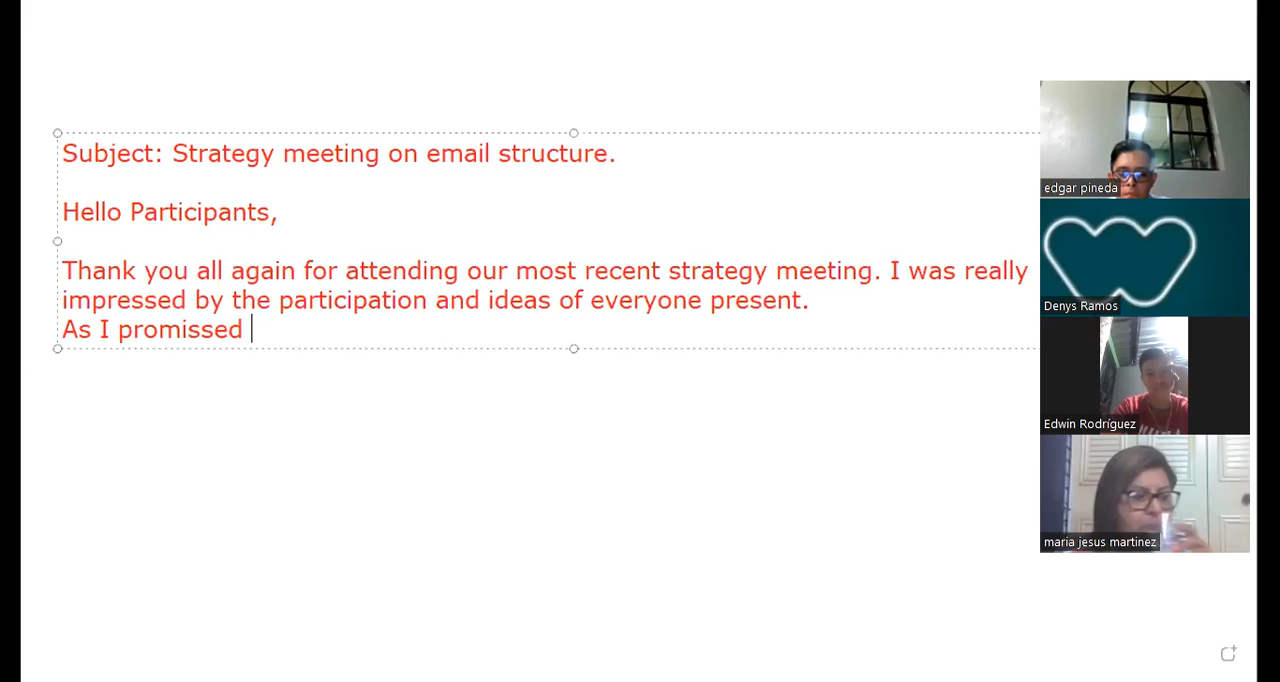 Subject: Strategy meeting on email structure.
Hello Participants,
Thank you all again for attending our most recent strategy meeting. I was really
impressed by the participation and ideas of everyone present.
As I promissed
edgar pineda
Denys Ramos
Edwin Rodríguez
maria jesus martinez